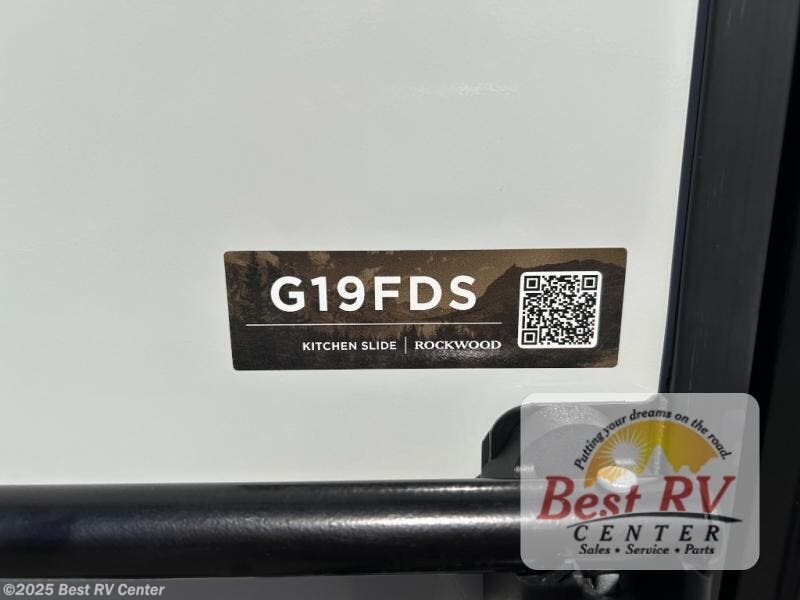 G19FDS
KITCHEN SLIDE | ROCKWOOD
Putting your dreams on the road.
Best RV
CENTER
Sales • Service • Parts
©2025 Best RV Center